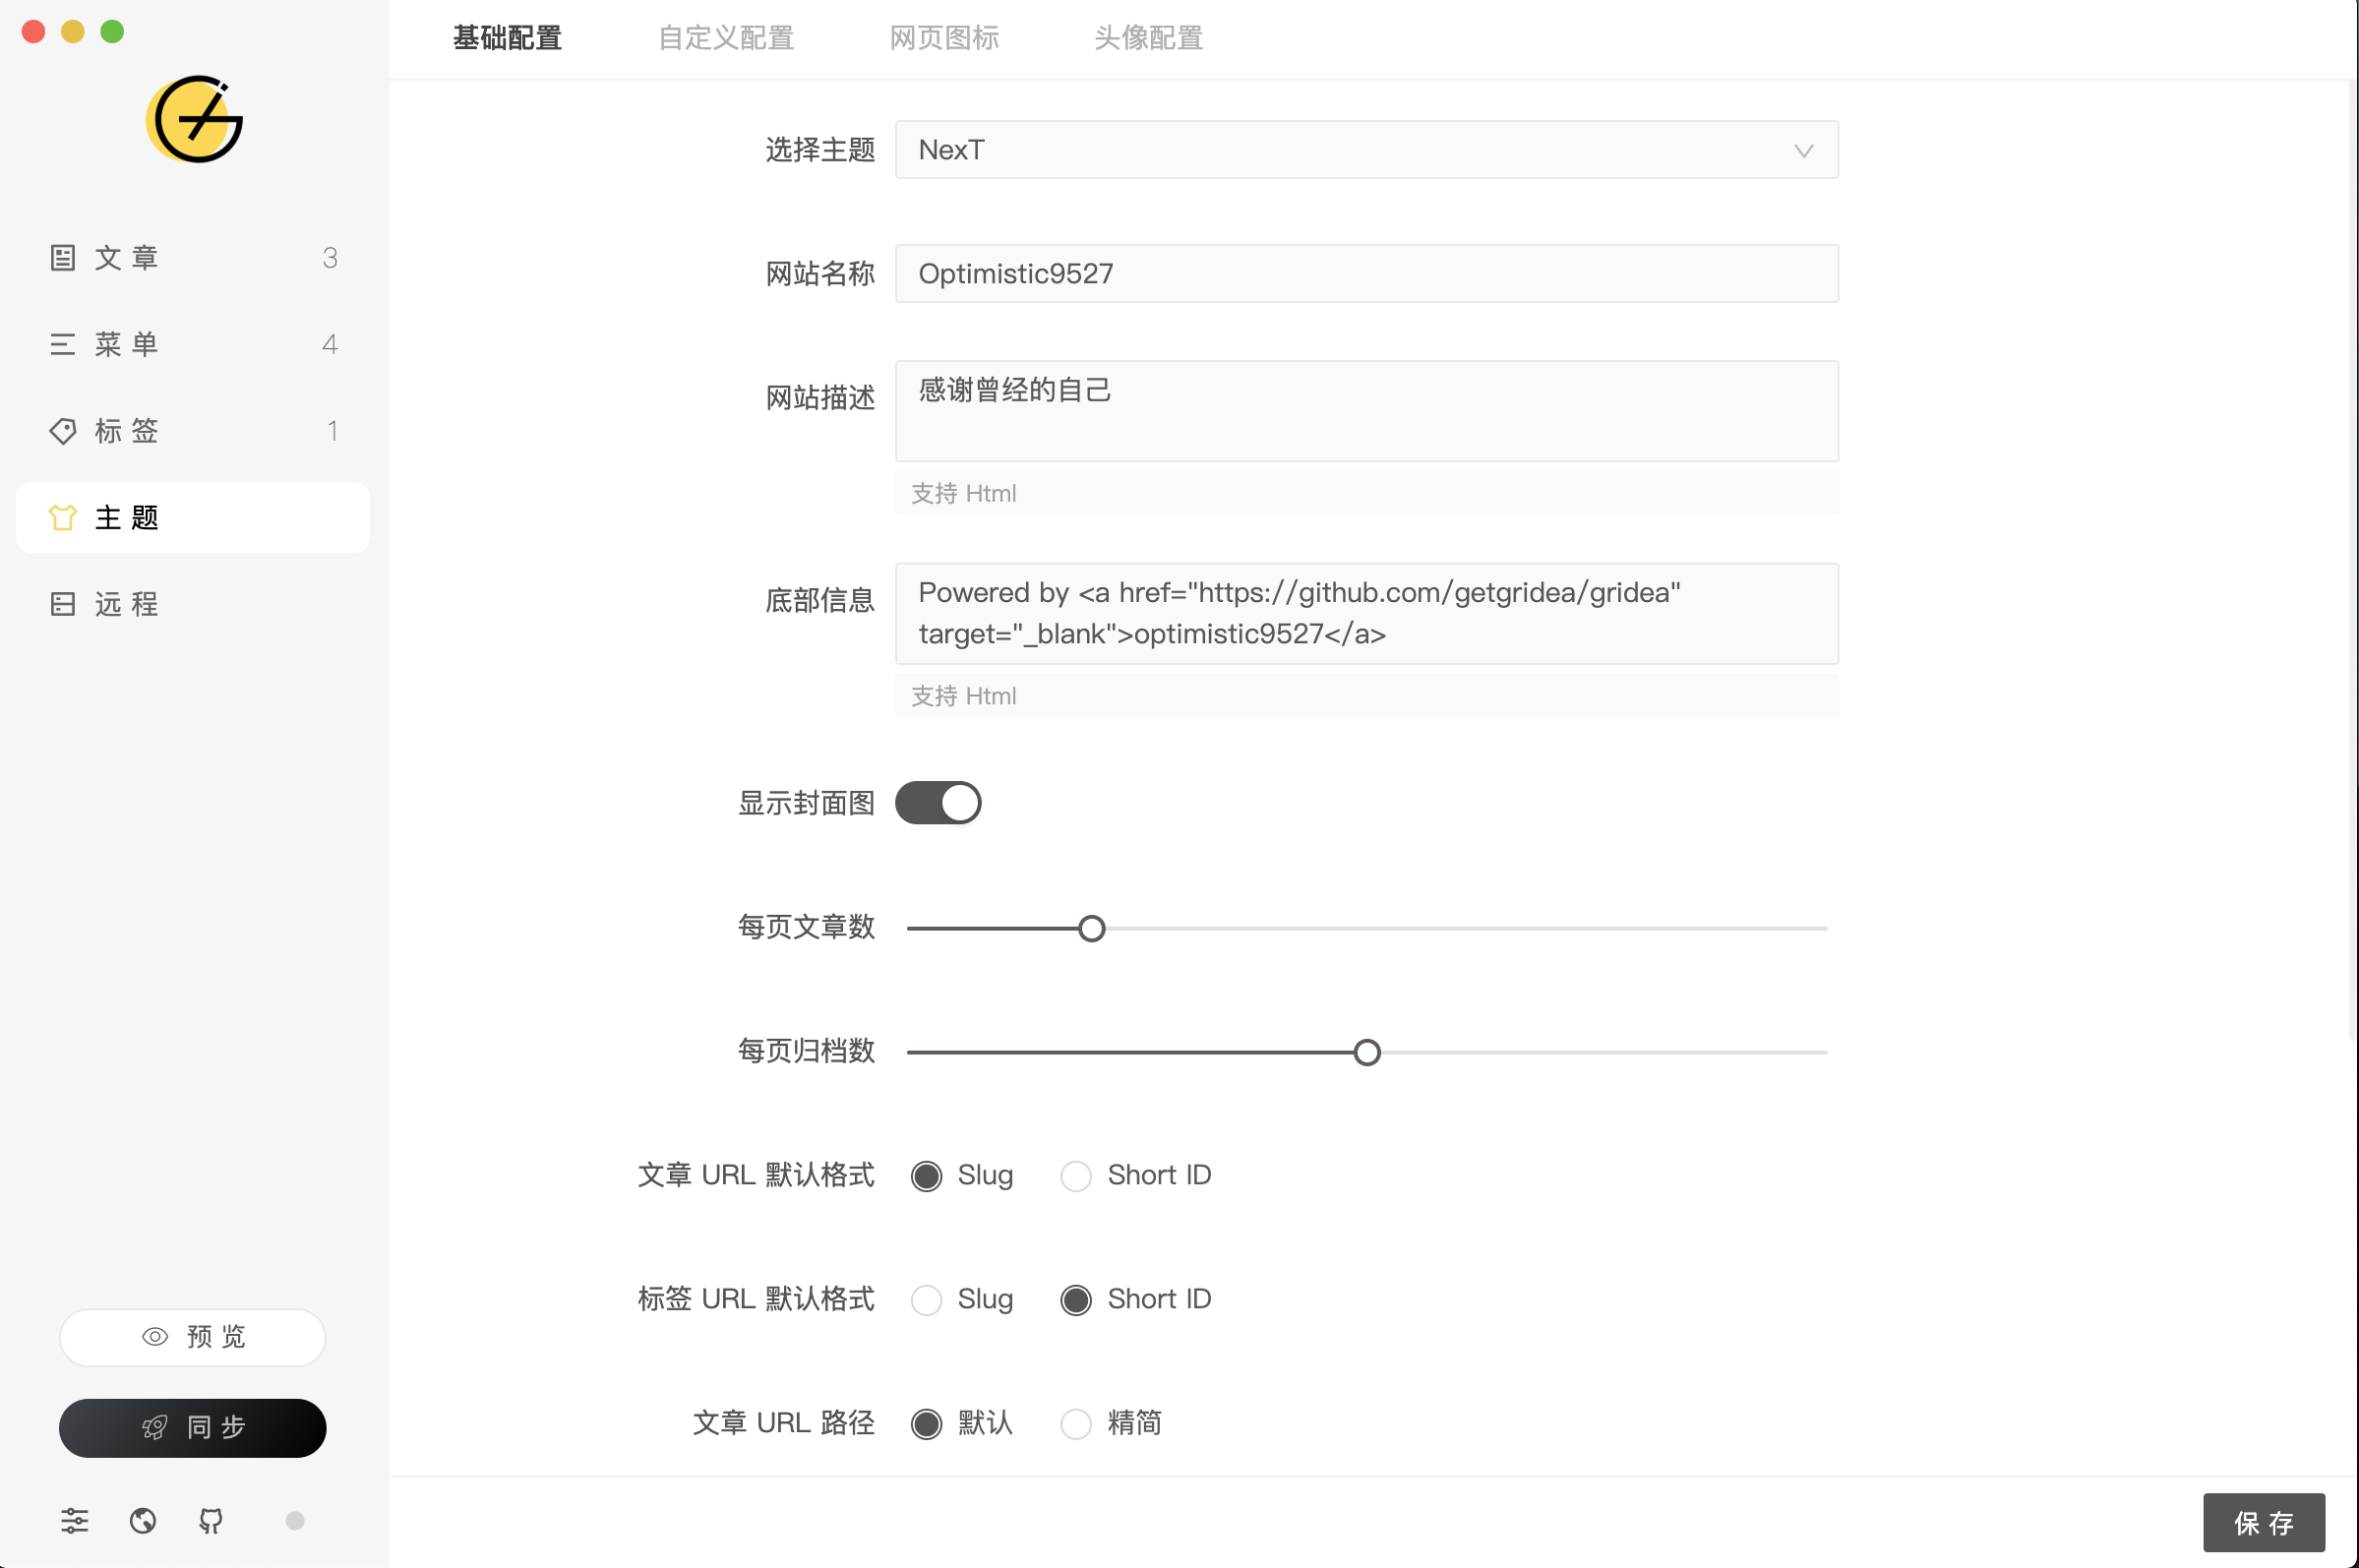 文章 3
菜单 4
标签 1
主题
远程
预览
同步
基础配置 自定义配置 网页图标 头像配置
选择主题 NexT
网站名称 Optimistic9527
网站描述 感谢曾经的自己
支持 Html
底部信息 Powered by <a href="https://github.com/getgridea/gridea"
target="_blank">optimistic9527</a>
支持 Html
显示封面图
每页文章数
每页归档数
文章 URL 默认格式 Slug Short ID
标签 URL 默认格式 Slug Short ID
文章 URL 路径 默认 精简
保存